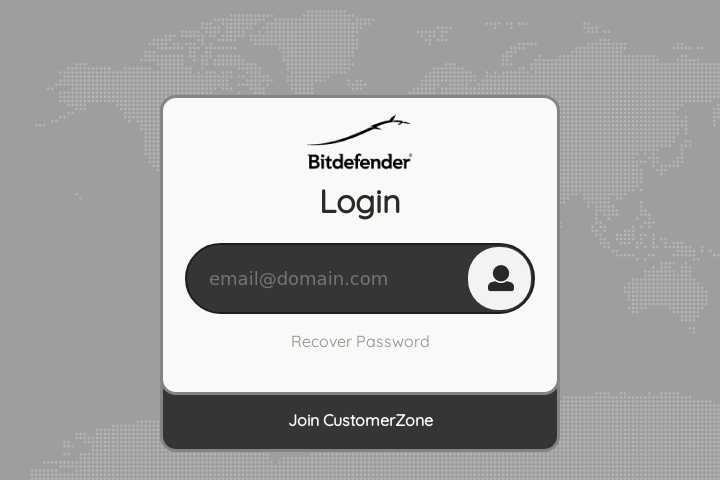 Bitdefender®
Login
email@domain.com
Recover Password
Join CustomerZone